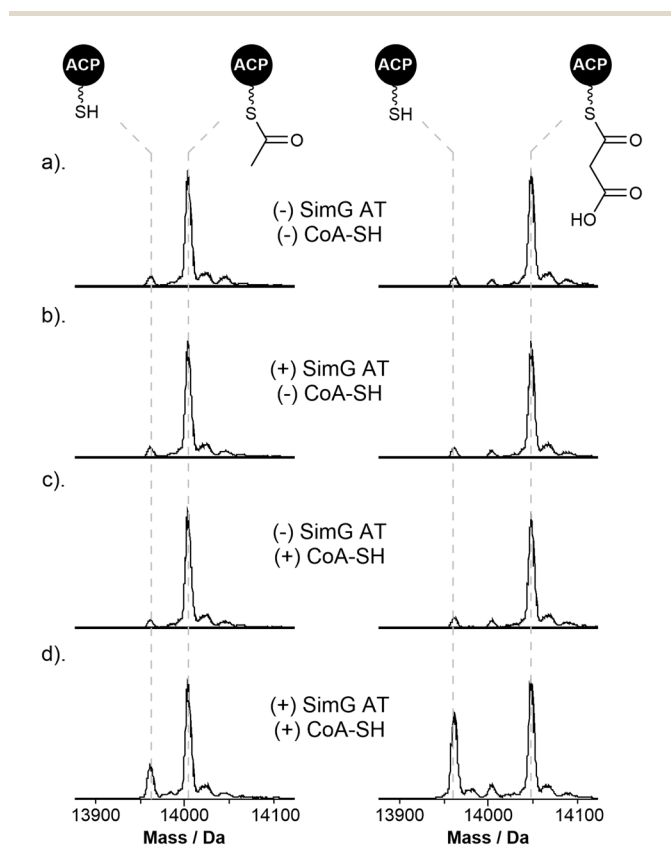 ACP ACP ACP ACP
SH S O SH S O
O
HO
a).
(-) SimG AT
(-) CoA-SH
b).
(+) SimG AT
(-) CoA-SH
c).
(-) SimG AT
(+) CoA-SH
d).
(+) SimG AT
(+) CoA-SH
13900 14000 14100 13900 14000 14100
Mass / Da Mass / Da